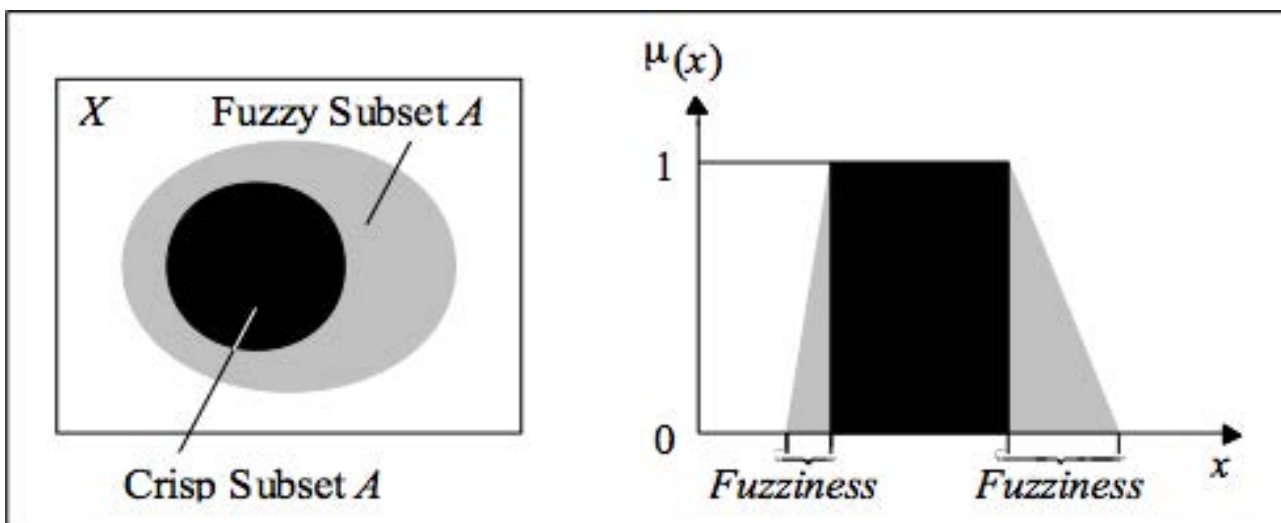 X
Fuzzy Subset A
Crisp Subset A
μ(x)
1
0
x
Fuzziness
Fuzziness